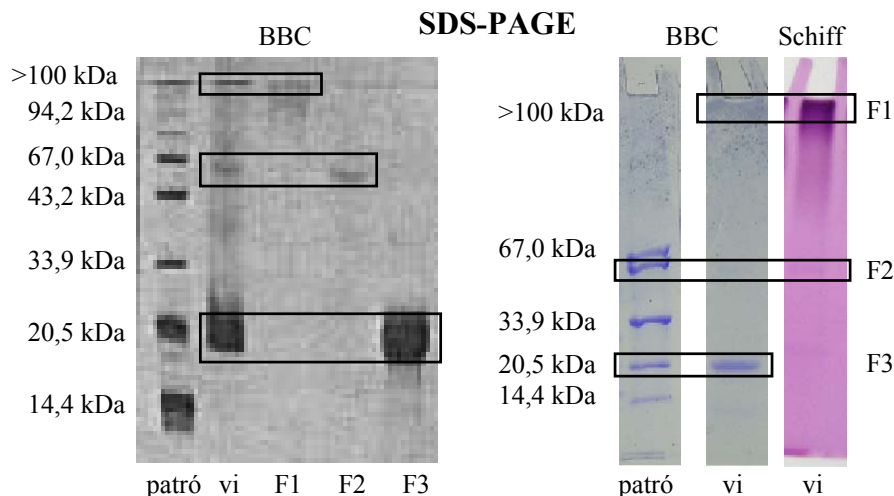 SDS-PAGE
BBC
>100 kDa
94,2 kDa
67,0 kDa
43,2 kDa
33,9 kDa
20,5 kDa
14,4 kDa
patró vi F1 F2 F3
BBC Schiff
>100 kDa F1
67,0 kDa
F2
33,9 kDa
20,5 kDa F3
14,4 kDa
patró vi vi